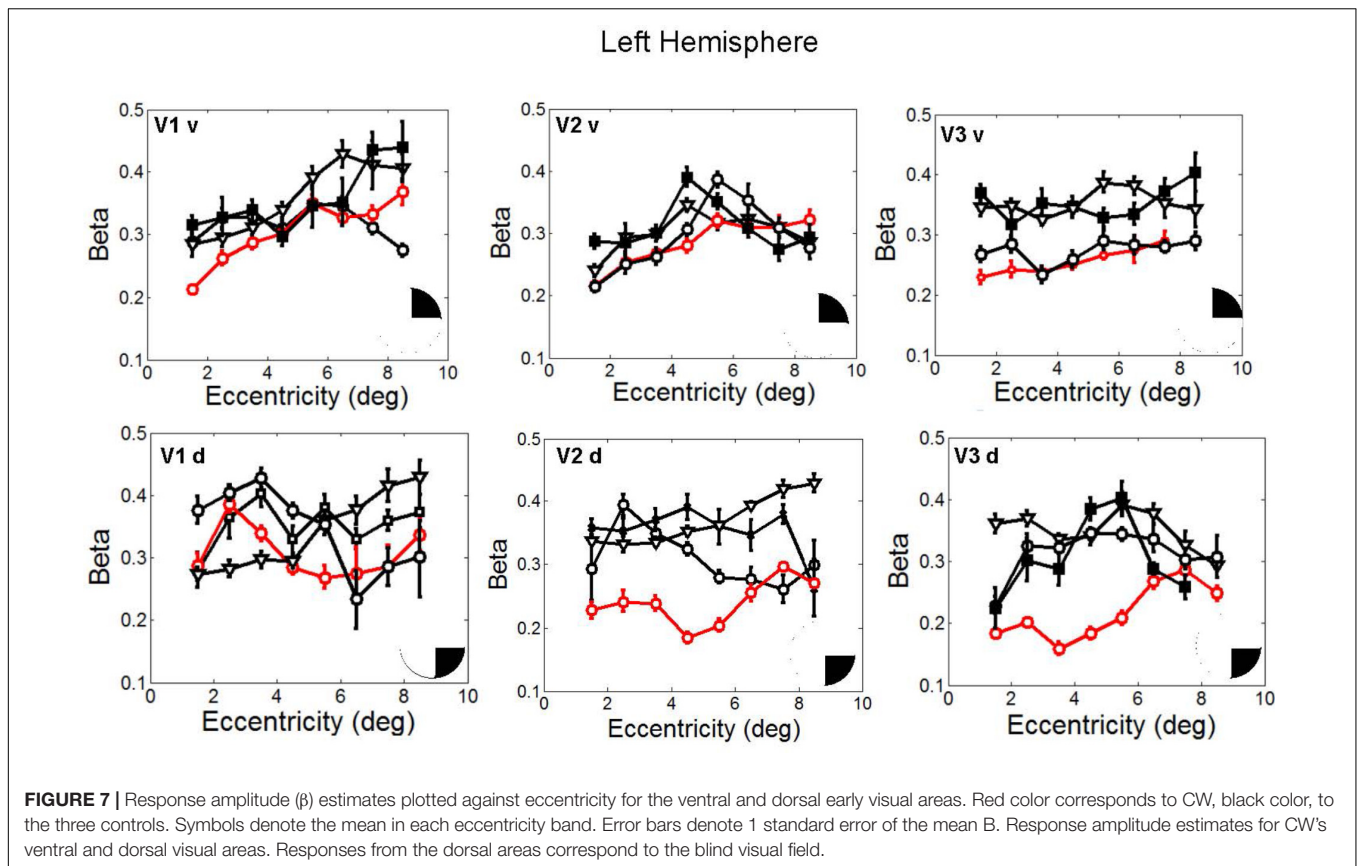 Left Hemisphere
V1 v
0.5
0.4
0.3
0.2
0.1
Beta
0 2 4 6 8 10
Eccentricity (deg)
V2 v
0.5
0.4
0.3
0.2
0.1
Beta
0 2 4 6 8 10
Eccentricity (deg)
V3 v
0.5
0.4
0.3
0.2
0.1
Beta
0 2 4 6 8 10
Eccentricity (deg)
V1 d
0.5
0.4
0.3
0.2
0.1
Beta
0 2 4 6 8 10
Eccentricity (deg)
V2 d
0.5
0.4
0.3
0.2
0.1
Beta
0 2 4 6 8 10
Eccentricity (deg)
V3 d
0.5
0.4
0.3
0.2
0.1
Beta
0 2 4 6 8 10
Eccentricity (deg)
FIGURE 7 | Response amplitude (β) estimates plotted against eccentricity for the ventral and dorsal early visual areas. Red color corresponds to CW, black color, to
the three controls. Symbols denote the mean in each eccentricity band. Error bars denote 1 standard error of the mean B. Response amplitude estimates for CW's
ventral and dorsal visual areas. Responses from the dorsal areas correspond to the blind visual field.